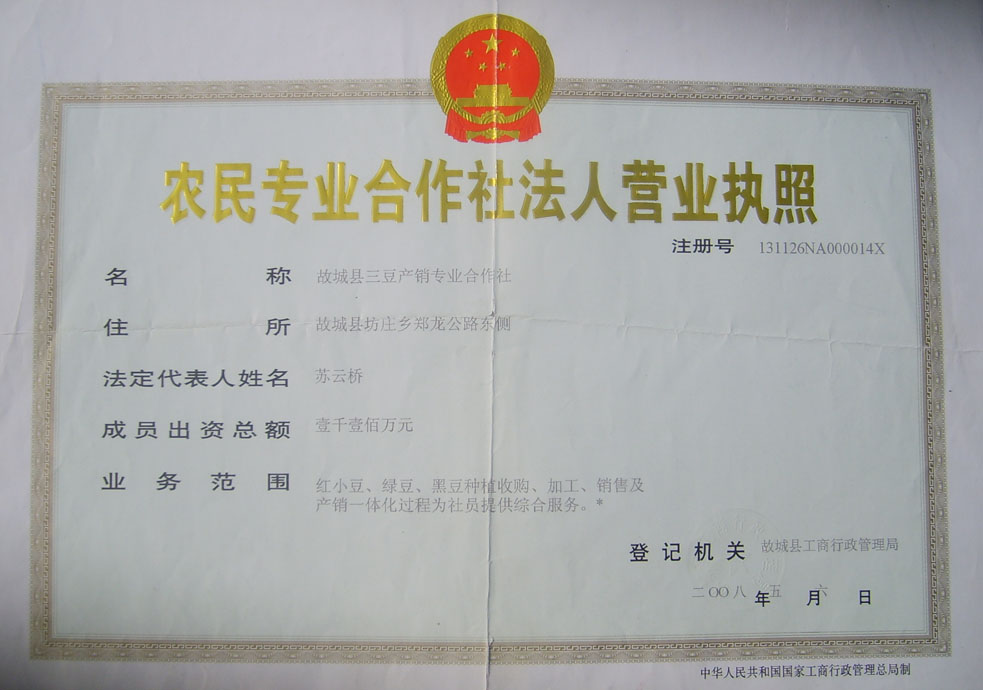 农民专业合作社法人营业执照
注册号 131126NA000014X
名称 故城县三豆产销专业合作社
住所 故城县坊庄乡郑龙公路东侧
法定代表人姓名 苏云桥
成员出资总额 壹千壹佰万元
业务范围 红小豆、绿豆、黑豆种植收购、加工、销售及
产销一体化过程为社员提供综合服务。*
登记机关 故城县工商行政管理局
二OO八年五月六日
中华人民共和国国家工商行政管理总局制